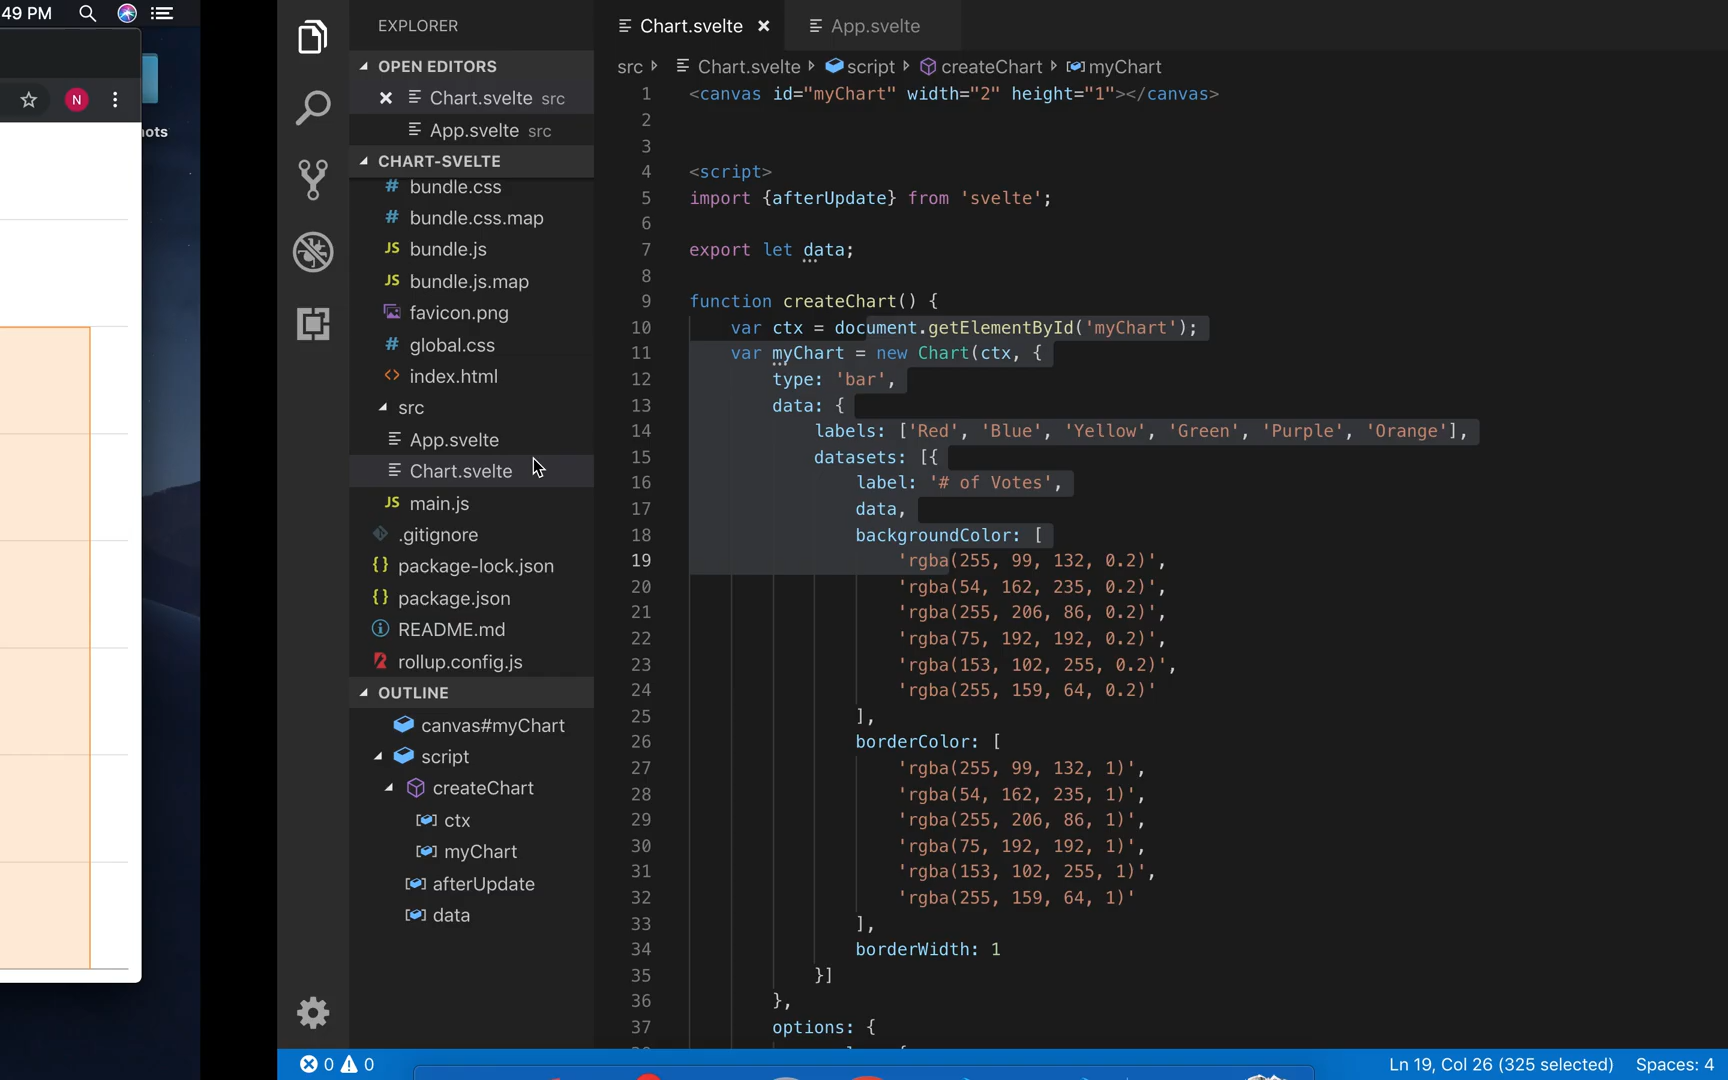 49 PM
N
ots
EXPLORER
OPEN EDITORS
Chart.svelte src
App.svelte src
CHART-SVELTE
# bundle.css
# bundle.css.map
JS bundle.js
JS bundle.js.map
favicon.png
# global.css
<> index.html
src
App.svelte
Chart.svelte
JS main.js
.gitignore
{} package-lock.json
{} package.json
README.md
rollup.config.js
OUTLINE
canvas#myChart
script
createChart
ctx
myChart
afterUpdate
data
Chart.svelte
App.svelte
src Chart.svelte script createChart myChart
1 <canvas id="myChart" width="2" height="1"></canvas>
2
3
4 <script>
5 import {afterUpdate} from 'svelte';
6
7 export let data;
8
9 function createChart() {
10 var ctx = document.getElementById('myChart');
11 var myChart = new Chart(ctx, {
12 type: 'bar',
13 data: {
14 labels: ['Red', 'Blue', 'Yellow', 'Green', 'Purple', 'Orange'],
15 datasets: [{
16 label: '# of Votes',
17 data,
18 backgroundColor: [
19 'rgba(255, 99, 132, 0.2)',
20 'rgba(54, 162, 235, 0.2)',
21 'rgba(255, 206, 86, 0.2)',
22 'rgba(75, 192, 192, 0.2)',
23 'rgba(153, 102, 255, 0.2)',
24 'rgba(255, 159, 64, 0.2)'
25 ],
26 borderColor: [
27 'rgba(255, 99, 132, 1)',
28 'rgba(54, 162, 235, 1)',
29 'rgba(255, 206, 86, 1)',
30 'rgba(75, 192, 192, 1)',
31 'rgba(153, 102, 255, 1)',
32 'rgba(255, 159, 64, 1)'
33 ],
34 borderWidth: 1
35 }]
36 },
37 options: {
0 0
Ln 19, Col 26 (325 selected) Spaces: 4